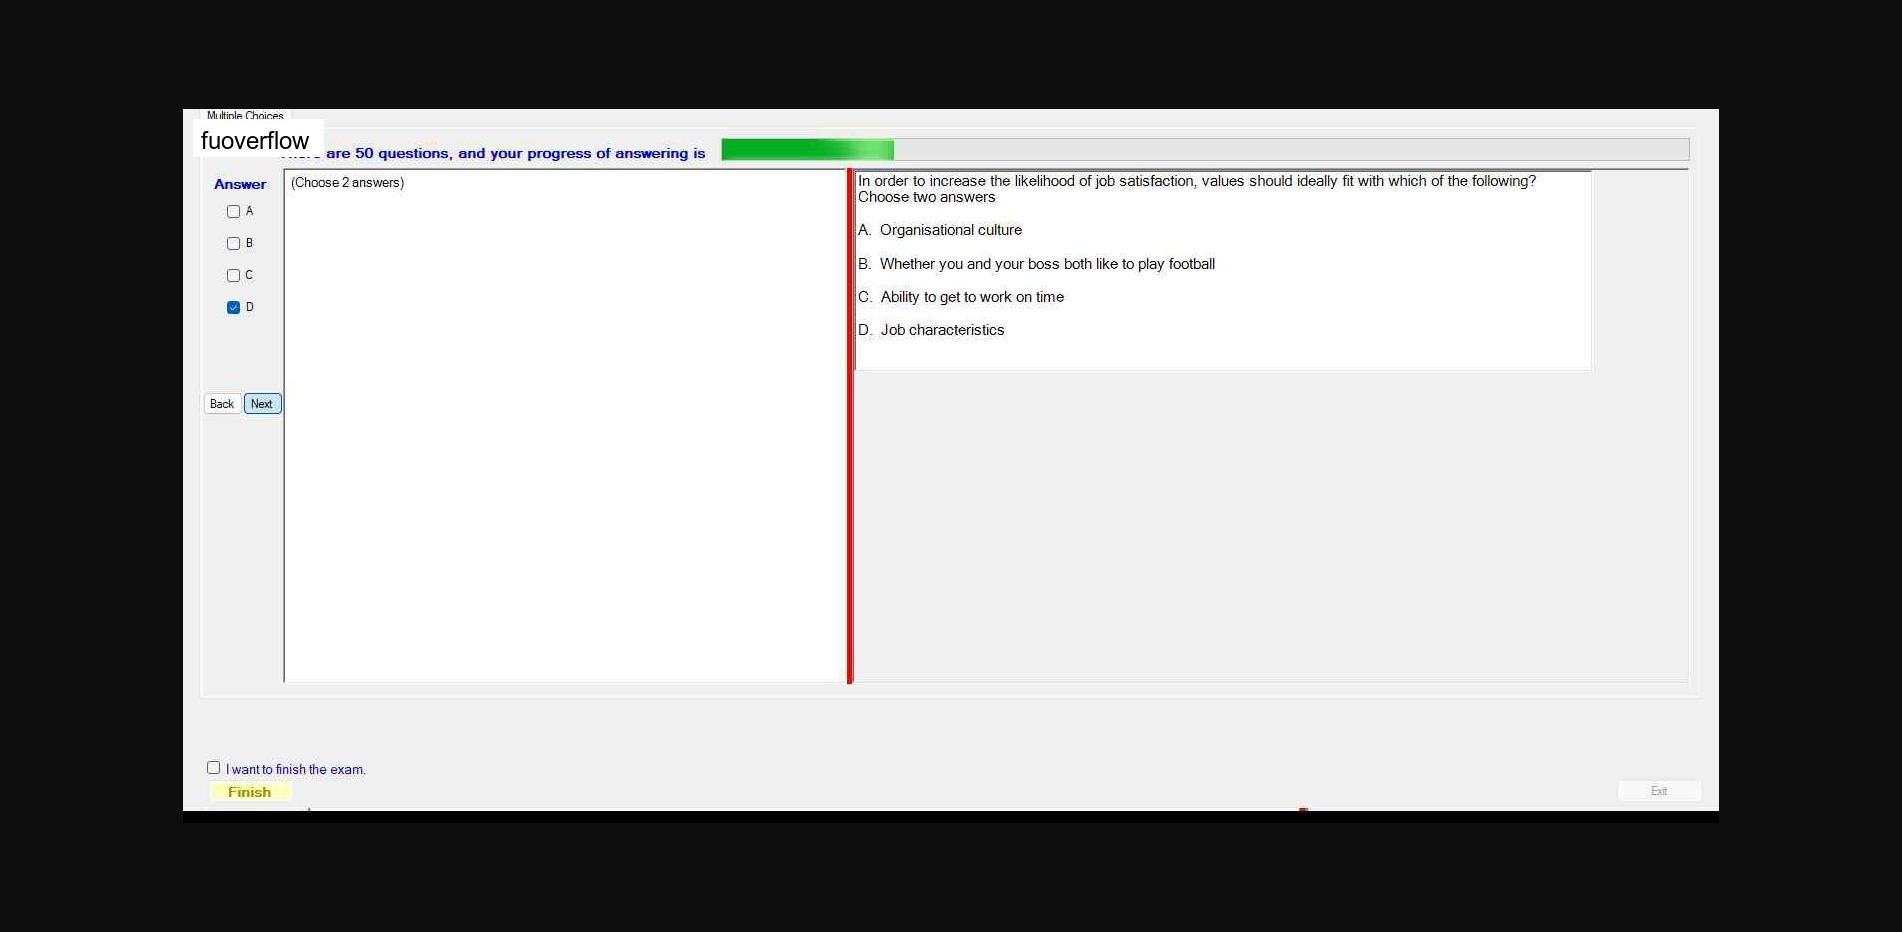 Multiple Choices
fuoverflow
are 50 questions, and your progress of answering is
Answer
A
B
C
D
Back
Next
(Choose 2 answers)
In order to increase the likelihood of job satisfaction, values should ideally fit with which of the following?
Choose two answers
A. Organisational culture
B. Whether you and your boss both like to play football
C. Ability to get to work on time
D. Job characteristics
I want to finish the exam.
Finish
Exit